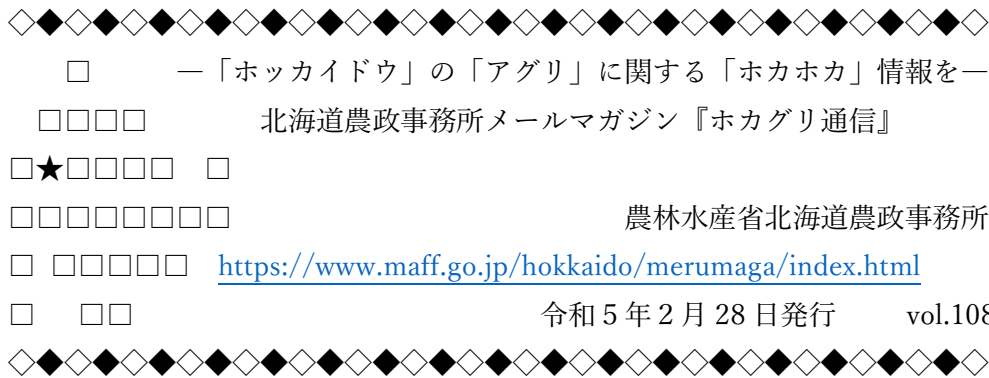 ◇◆◇◆◇◆◇◆◇◆◇◆◇◆◇◆◇◆◇◆◇◆◇◆◇◆◇◆◇◆◇◆◇◆◇◆◇◆◇◆◇◆◇◆◇
□ ―「ホッカイドウ」の「アグリ」に関する「ホカホカ」情報を―
□□□□ 北海道農政事務所メールマガジン『ホカグリ通信』
□★□□□□ □
□□□□□□□□ 農林水産省北海道農政事務所
□ □□□□□ https://www.maff.go.jp/hokkaido/merumaga/index.html
□ □□ 令和5年2月28日発行 vol.108
◇◆◇◆◇◆◇◆◇◆◇◆◇◆◇◆◇◆◇◆◇◆◇◆◇◆◇◆◇◆◇◆◇◆◇◆◇◆◇◆◇◆◇◆◇